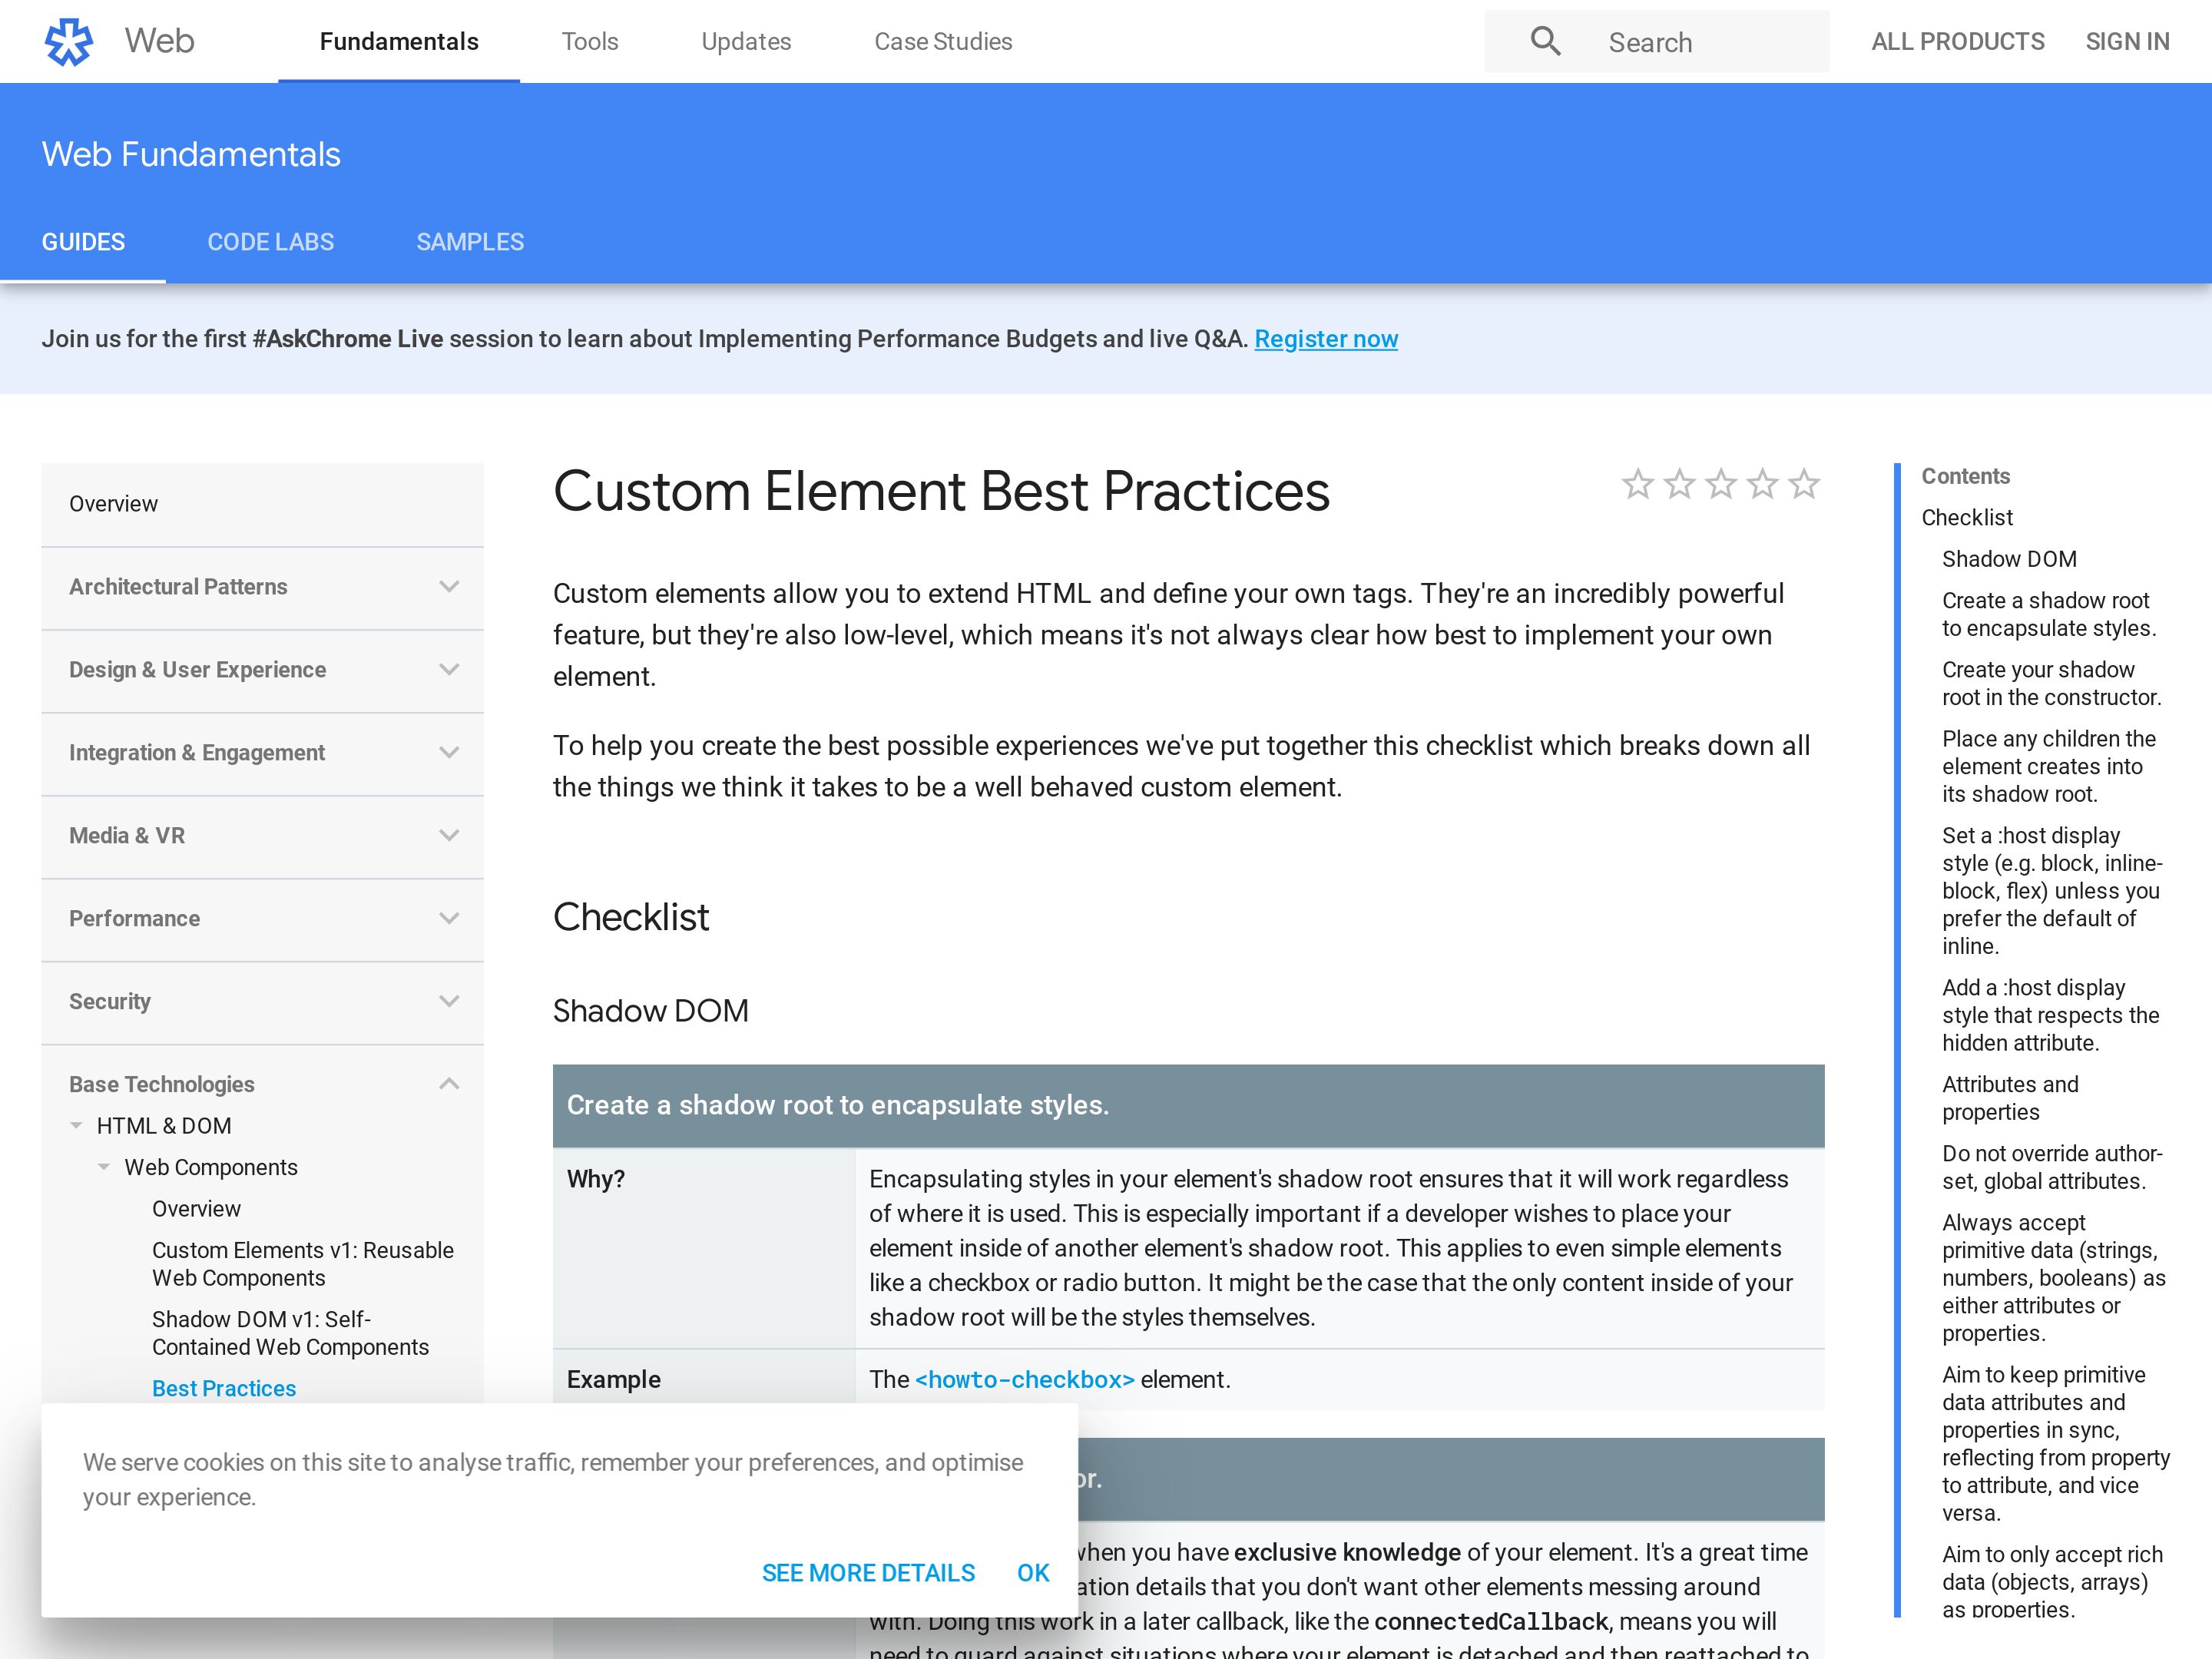 Web
Fundamentals
Tools
Updates
Case Studies
Search
ALL PRODUCTS
SIGN IN
Web Fundamentals
GUIDES
CODE LABS
SAMPLES
Join us for the first #AskChrome Live session to learn about Implementing Performance Budgets and live Q&A. Register now
Overview
Architectural Patterns
Design & User Experience
Integration & Engagement
Media & VR
Performance
Security
Base Technologies
HTML & DOM
Web Components
Overview
Custom Elements v1: Reusable
Web Components
Shadow DOM v1: Self-
Contained Web Components
Best Practices
Custom Element Best Practices
Custom elements allow you to extend HTML and define your own tags. They're an incredibly powerful
feature, but they're also low-level, which means it's not always clear how best to implement your own
element.
To help you create the best possible experiences we've put together this checklist which breaks down all
the things we think it takes to be a well behaved custom element.
Checklist
Shadow DOM
Create a shadow root to encapsulate styles.
Why?
Encapsulating styles in your element's shadow root ensures that it will work regardless
of where it is used. This is especially important if a developer wishes to place your
element inside of another element's shadow root. This applies to even simple elements
like a checkbox or radio button. It might be the case that the only content inside of your
shadow root will be the styles themselves.
Example
The <howto-checkbox> element.
or.
when you have exclusive knowledge of your element. It's a great time
ation details that you don't want other elements messing around
with. Doing this work in a later callback, like the connectedCallback, means you will
need to guard against situations where your element is detached and then reattached to
We serve cookies on this site to analyse traffic, remember your preferences, and optimise
your experience.
SEE MORE DETAILS
OK
Contents
Checklist
Shadow DOM
Create a shadow root
to encapsulate styles.
Create your shadow
root in the constructor.
Place any children the
element creates into
its shadow root.
Set a :host display
style (e.g. block, inline-
block, flex) unless you
prefer the default of
inline.
Add a :host display
style that respects the
hidden attribute.
Attributes and
properties
Do not override author-
set, global attributes.
Always accept
primitive data (strings,
numbers, booleans) as
either attributes or
properties.
Aim to keep primitive
data attributes and
properties in sync,
reflecting from property
to attribute, and vice
versa.
Aim to only accept rich
data (objects, arrays)
as properties.